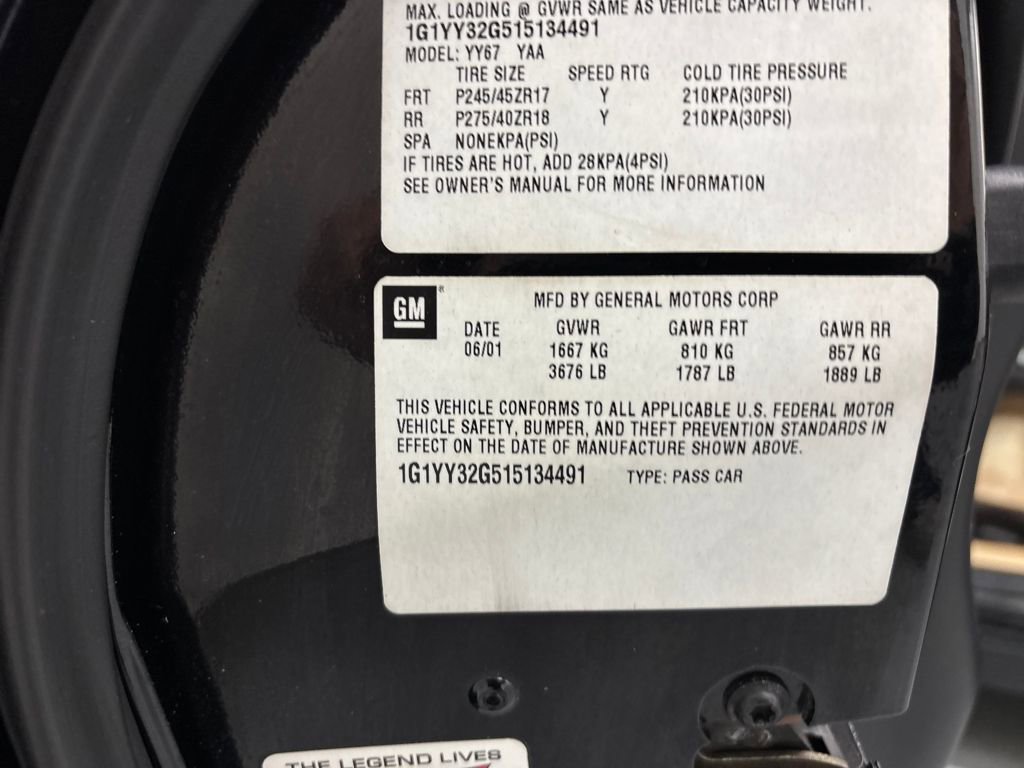 MAX. LOADING @ GVWR SAME AS VEHICLE CAPACITY WEIGHT.
1G1YY32G515134491
MODEL: YY67 YAA
TIRE SIZE SPEED RTG COLD TIRE PRESSURE
FRT P245/45ZR17 Y 210KPA(30PSI)
RR P275/40ZR18 Y 210KPA(30PSI)
SPA NONEKPA(PSI)
IF TIRES ARE HOT, ADD 28KPA(4PSI)
SEE OWNER'S MANUAL FOR MORE INFORMATION
GM ®
MFD BY GENERAL MOTORS CORP
DATE GVWR GAWR FRT GAWR RR
06/01 1667 KG 810 KG 857 KG
3676 LB 1787 LB 1889 LB
THIS VEHICLE CONFORMS TO ALL APPLICABLE U.S. FEDERAL MOTOR
VEHICLE SAFETY, BUMPER, AND THEFT PREVENTION STANDARDS IN
EFFECT ON THE DATE OF MANUFACTURE SHOWN ABOVE.
1G1YY32G515134491 TYPE: PASS CAR
THE LEGEND LIVES